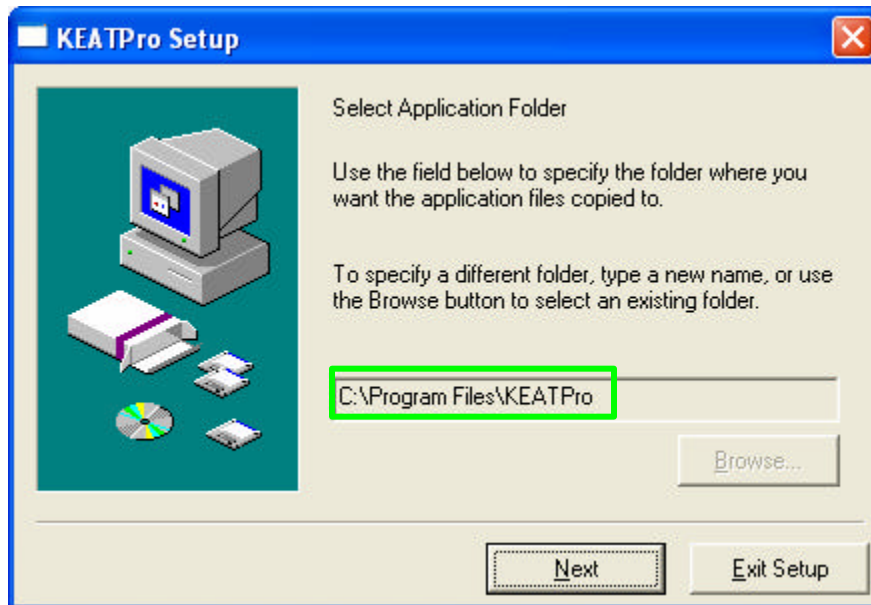 KEATPro Setup
Select Application Folder
Use the field below to specify the folder where you
want the application files copied to.
To specify a different folder, type a new name, or use
the Browse button to select an existing folder.
C:\Program Files\KEATPro
Browse...
Next
Exit Setup